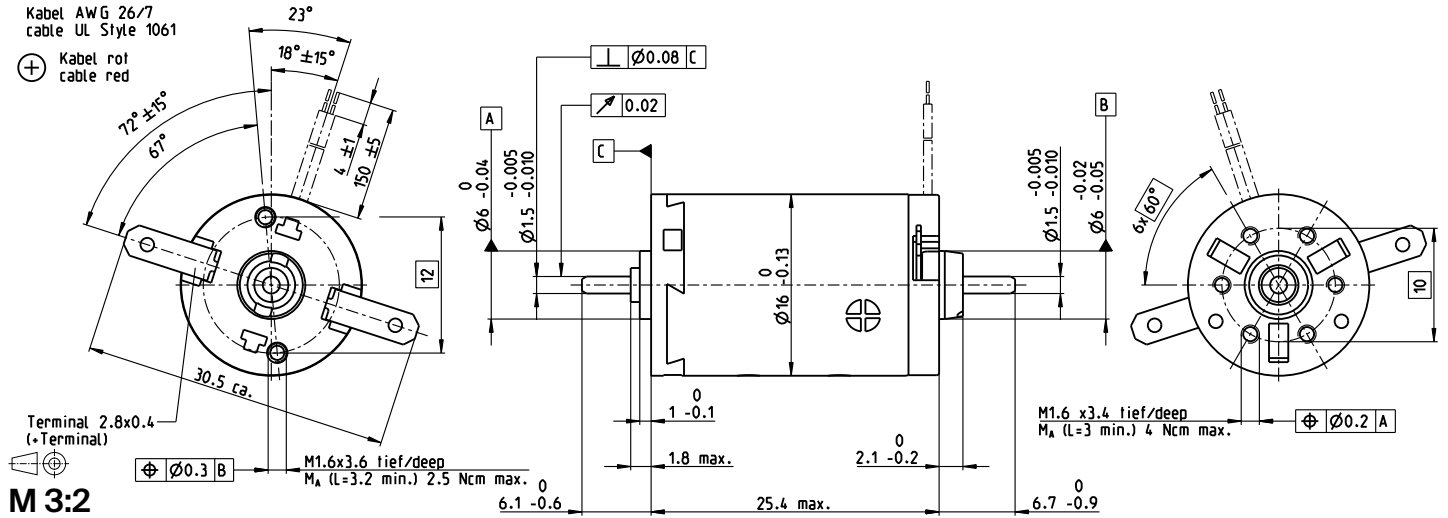 Kabel AWG 26/7
cable UL Style 1061
Kabel rot
cable red
23°
18°±15°
72° ±15°
67°
4 ±1
150 ±5
12
30.5 ca.
Terminal 2.8x0.4
(+Terminal)
⌖ Ø0.3 B
M1.6x3.6 tief/deep
MA (L=3.2 min.) 2.5 Ncm max.
M 3:2
⊥ Ø0.08 C
↗ 0.02
A
C
B
Ø6 0 -0.04
Ø1.5 -0.005 -0.010
Ø16 0 -0.13
Ø1.5 -0.005 -0.010
Ø6 -0.02 -0.05
1 0 -0.1
1.8 max.
2.1 0 -0.2
6.1 0 -0.6
25.4 max.
6.7 0 -0.9
6x 60°
10
M1.6 x3.4 tief/deep
MA (L=3 min.) 4 Ncm max.
⌖ Ø0.2 A